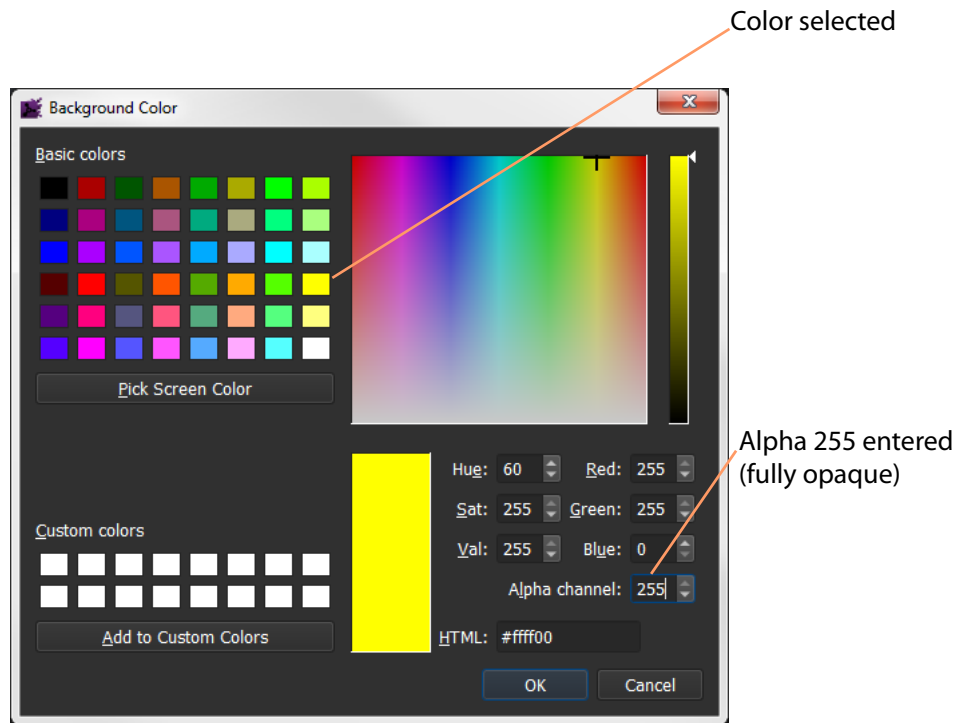 Color selected
Background Color
Basic colors
Pick Screen Color
Hue: 60 Red: 255
Sat: 255 Green: 255
Val: 255 Blue: 0
Alpha channel: 255
HTML: #ffff00
Custom colors
Add to Custom Colors
OK Cancel
Alpha 255 entered
(fully opaque)